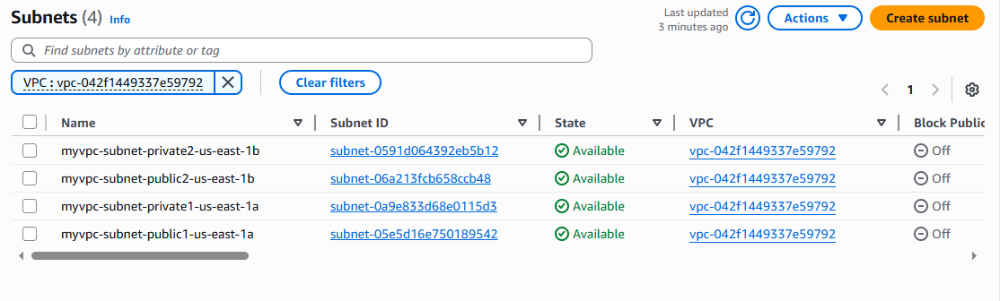 Subnets (4) Info
Last updated
3 minutes ago
Actions
Create subnet
Find subnets by attribute or tag
VPC : vpc-042f1449337e59792
Clear filters
1
Name Subnet ID State VPC Block Public
myvpc-subnet-private2-us-east-1b subnet-0591d064392eb5b12 Available vpc-042f1449337e59792 Off
myvpc-subnet-public2-us-east-1b subnet-06a213fcb658ccb48 Available vpc-042f1449337e59792 Off
myvpc-subnet-private1-us-east-1a subnet-0a9e833d68e0115d3 Available vpc-042f1449337e59792 Off
myvpc-subnet-public1-us-east-1a subnet-05e5d16e750189542 Available vpc-042f1449337e59792 Off